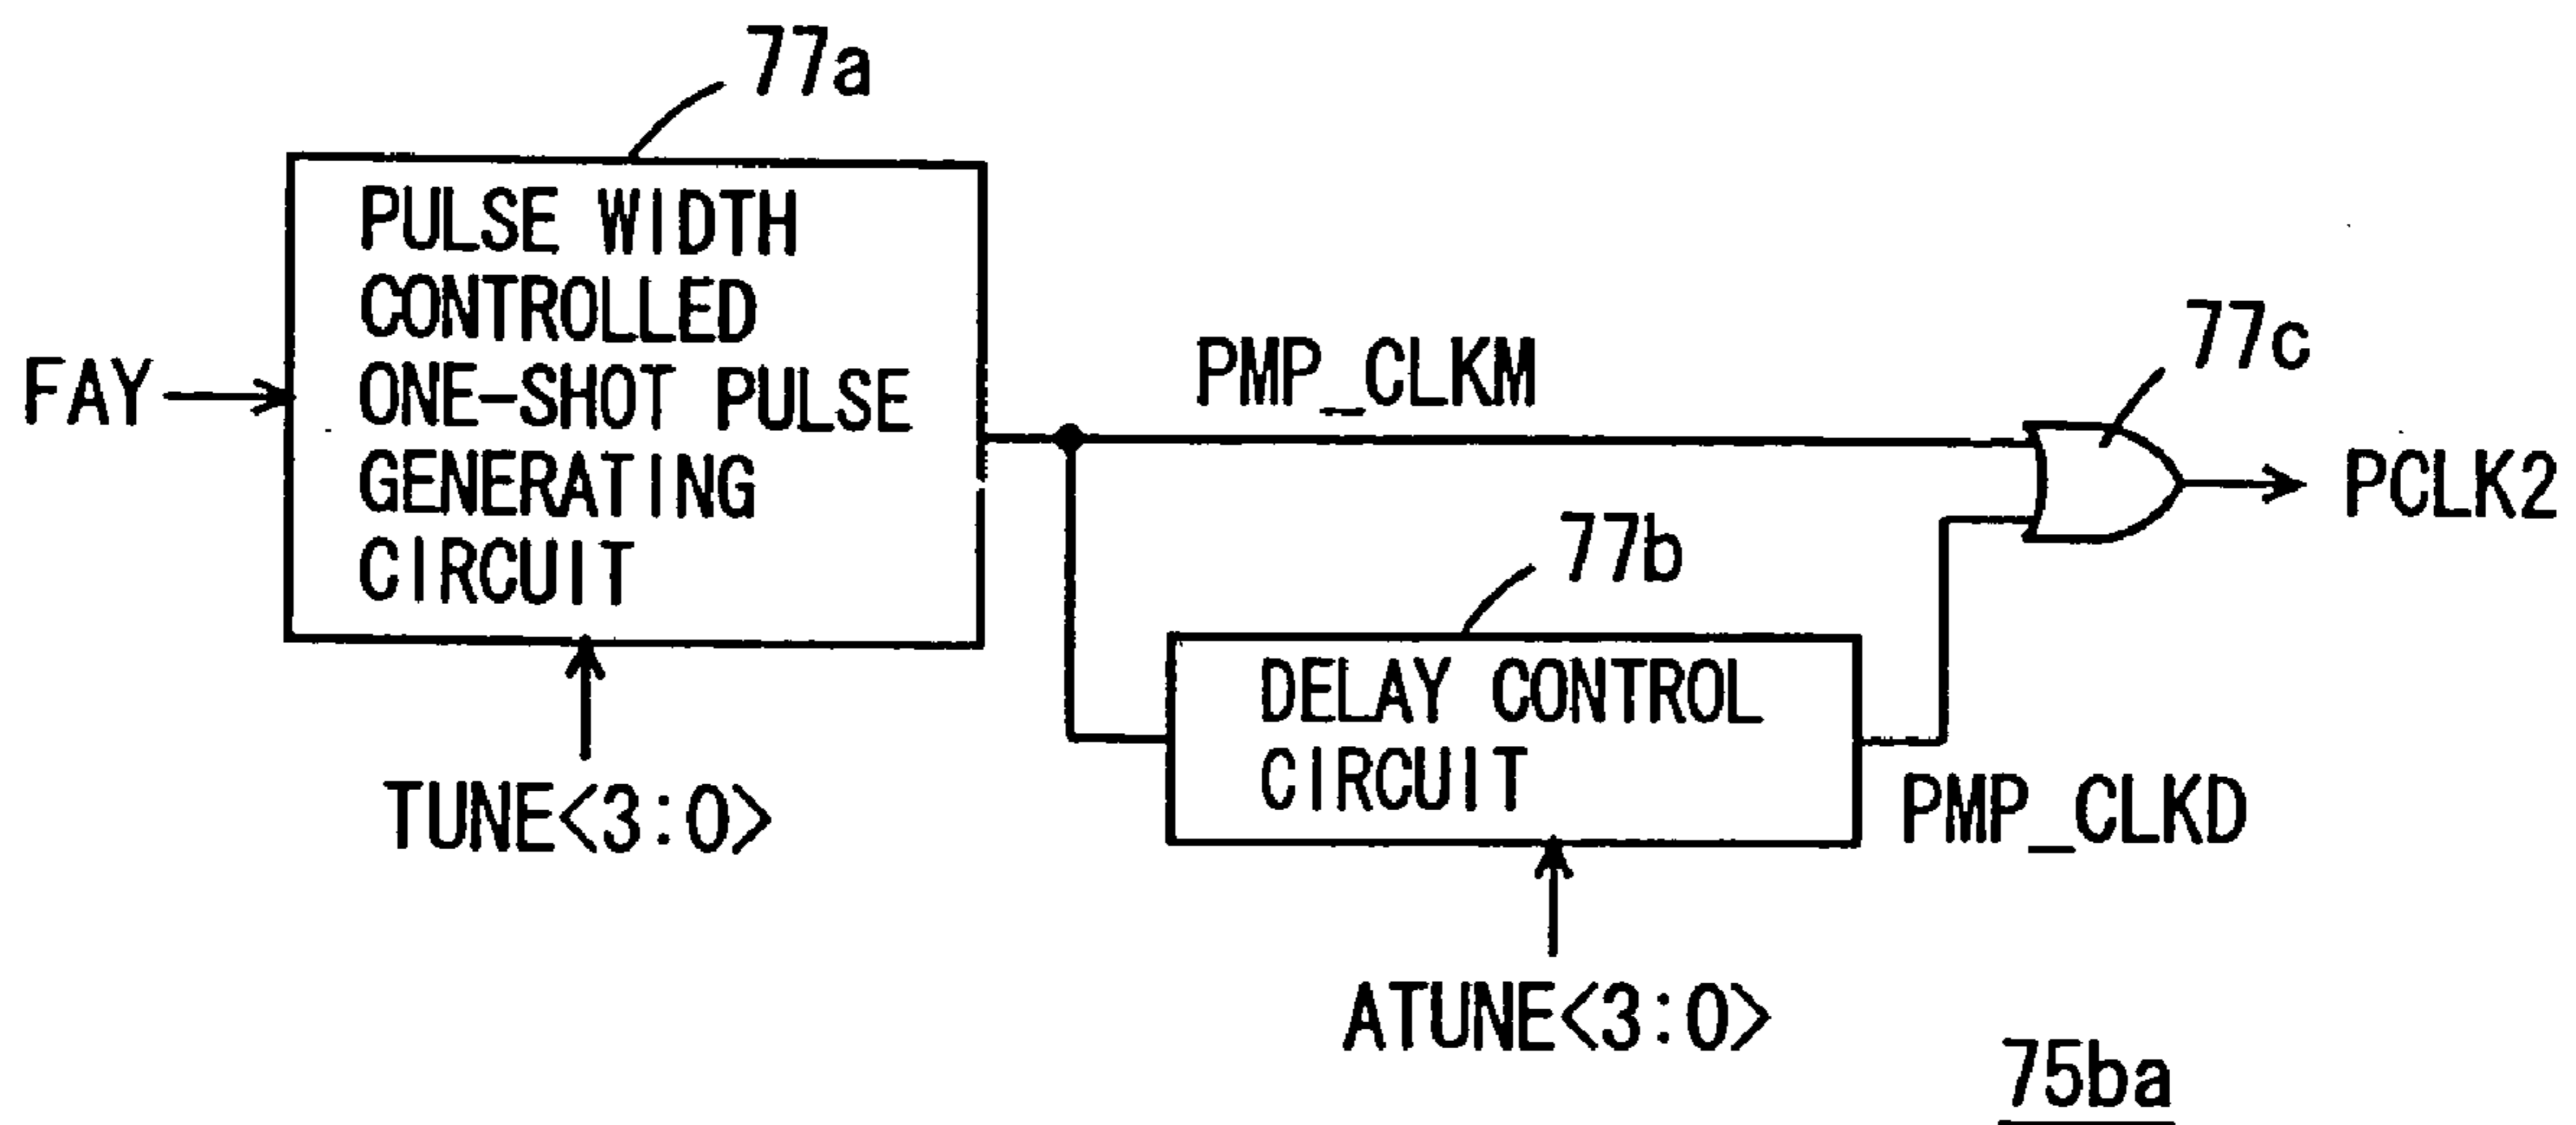 77a
PULSE WIDTH
CONTROLLED
ONE-SHOT PULSE
GENERATING
CIRCUIT
FAY
TUNE<3:0>
PMP_CLKM
77c
PCLK2
77b
DELAY CONTROL
CIRCUIT
PMP_CLKD
ATUNE<3:0>
75ba